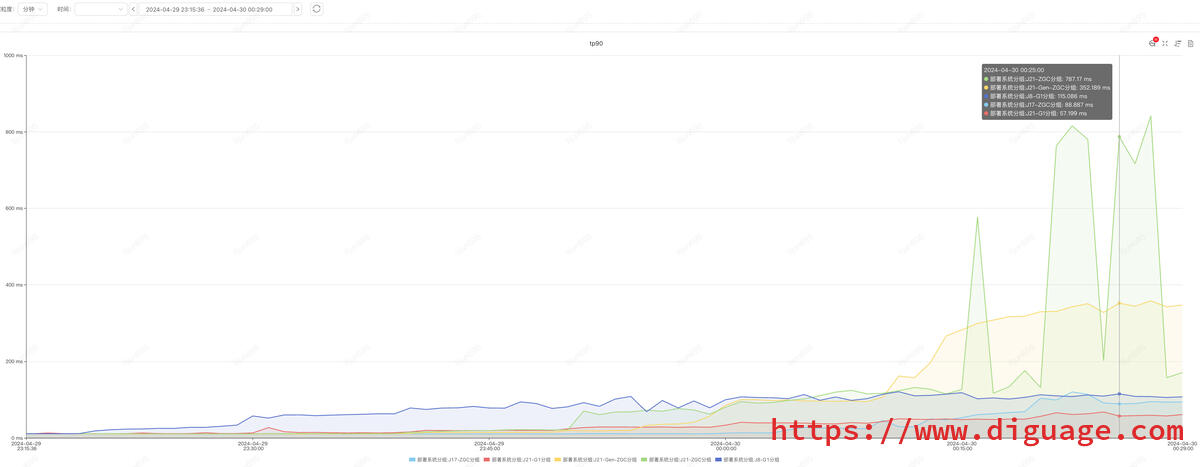 粒度: 分钟 时间: < 2024-04-29 23:15:36 ~ 2024-04-30 00:29:00 >
tp90
1000 ms
2024-04-30 00:25:00
部署系统分组:J21-ZGC分组: 787.17 ms
部署系统分组:J21-Gen-ZGC分组: 352.189 ms
部署系统分组:J8-G1分组: 115.086 ms
部署系统分组:J17-ZGC分组: 88.887 ms
部署系统分组:J21-G1分组: 57.199 ms
800 ms
600 ms
400 ms
200 ms
https://www.diguage.com
0 ms
2024-04-29 2024-04-29 2024-04-29 2024-04-30 2024-04-30 2024-04-30
23:15:36 23:30:00 23:45:00 00:00:00 00:15:00 00:29:00
部署系统分组:J17-ZGC分组 部署系统分组:J21-G1分组 部署系统分组:J21-Gen-ZGC分组 部署系统分组:J21-ZGC分组 部署系统分组:J8-G1分组